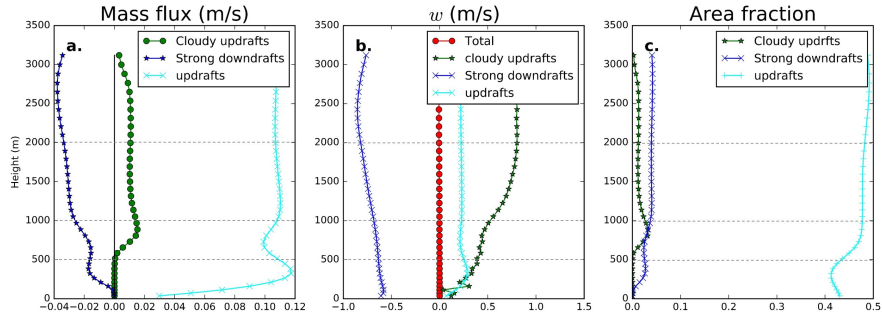 Mass flux (m/s)
w (m/s)
Area fraction
a.
b.
c.
Cloudy updrafts
Strong downdrafts
updrafts
Total
cloudy updrafts
Strong downdrafts
updrafts
Cloudy updrfts
Strong downdrafts
updrafts
Height (m)
3500
3000
2500
2000
1500
1000
500
0
−0.04−0.02 0.00 0.02 0.04 0.06 0.08 0.10 0.12
3500
3000
2500
2000
1500
1000
500
0
−1.0 −0.5 0.0 0.5 1.0 1.5
3500
3000
2500
2000
1500
1000
500
0
0.0 0.1 0.2 0.3 0.4 0.5